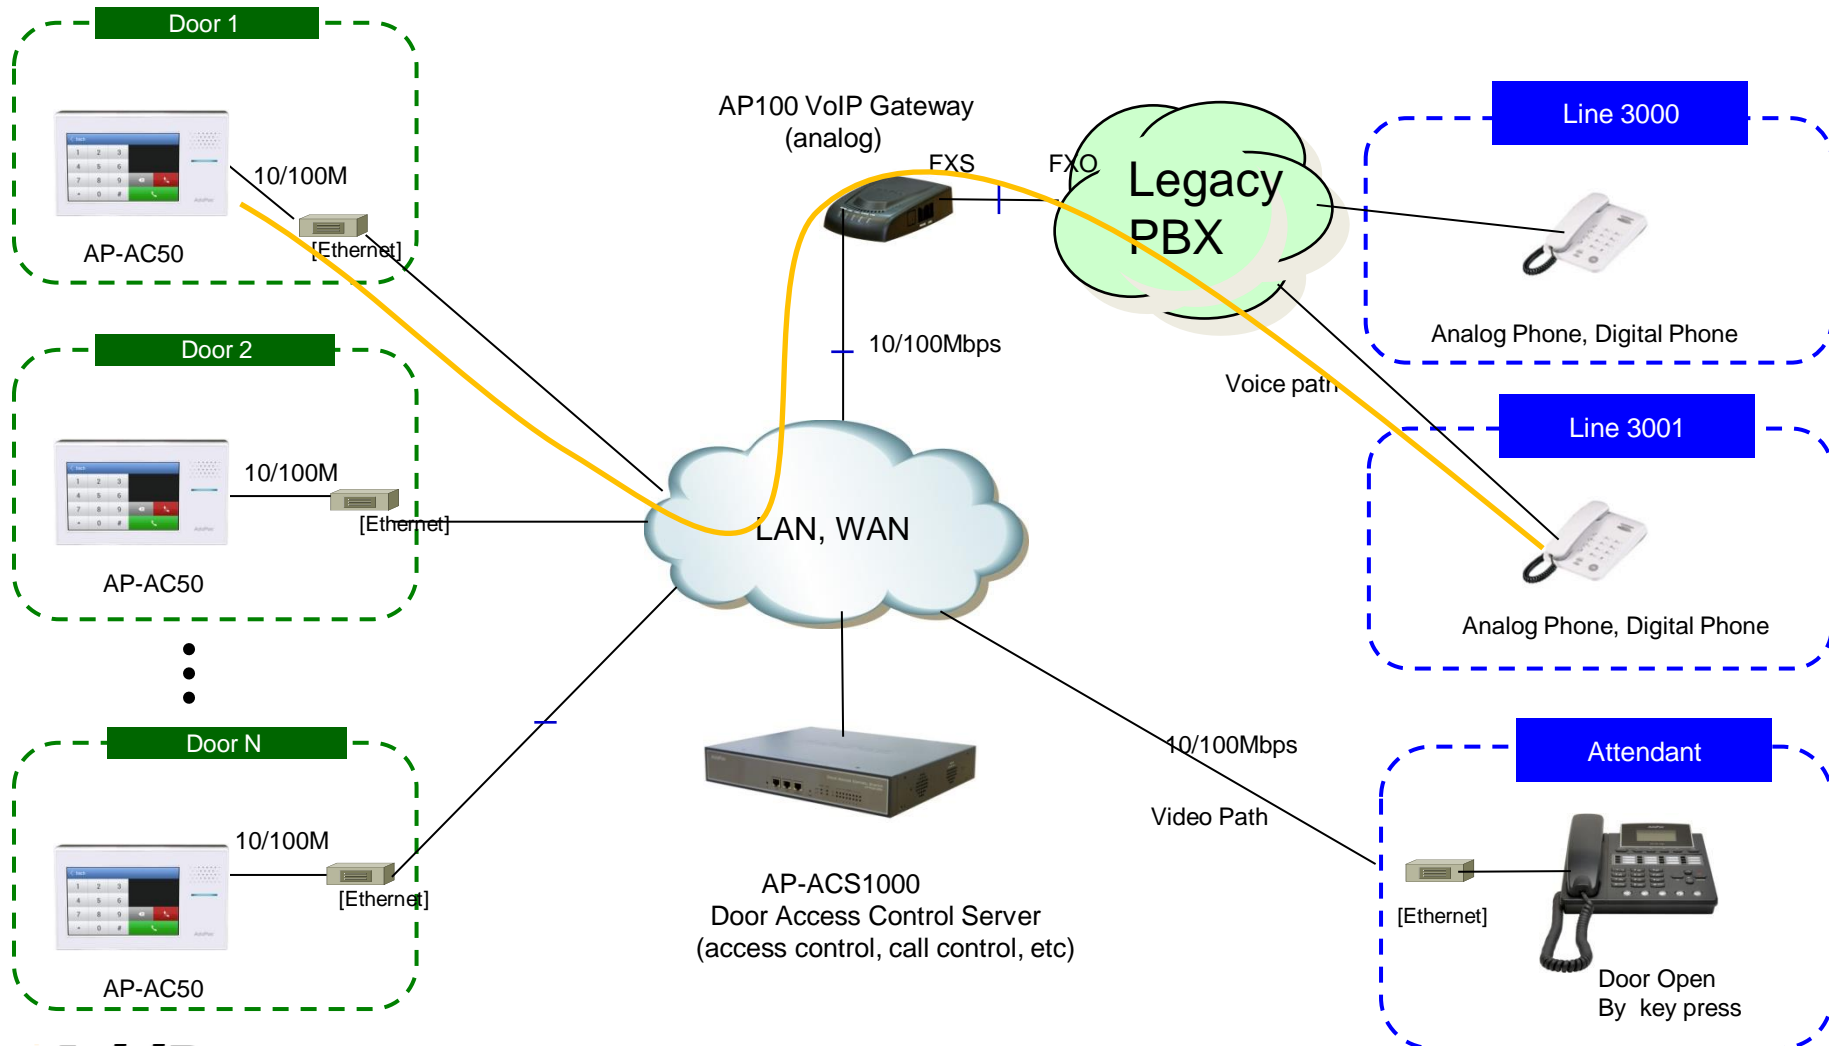 Door 1
10/100M
[Ethernet]
AP-AC50
Door 2
10/100M
[Ethernet]
AP-AC50
Door N
10/100M
[Ethernet]
AP-AC50
AP100 VoIP Gateway
(analog)
FXS
FXO
Legacy
PBX
10/100Mbps
Voice path
LAN, WAN
AP-ACS1000
Door Access Control Server
(access control, call control, etc)
10/100Mbps
Video Path
Line 3000
Analog Phone, Digital Phone
Line 3001
Analog Phone, Digital Phone
Attendant
[Ethernet]
Door Open
By key press